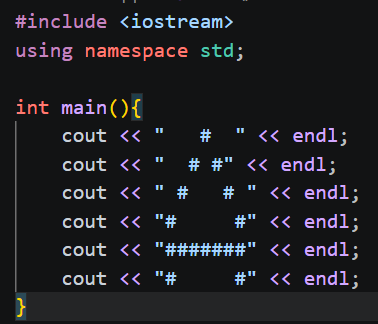 #include <iostream>
using namespace std;

int main(){
    cout << "   #  " << endl;
    cout << "  # #" << endl;
    cout << " #   # " << endl;
    cout << "#     #" << endl;
    cout << "#######" << endl;
    cout << "#     #" << endl;
}